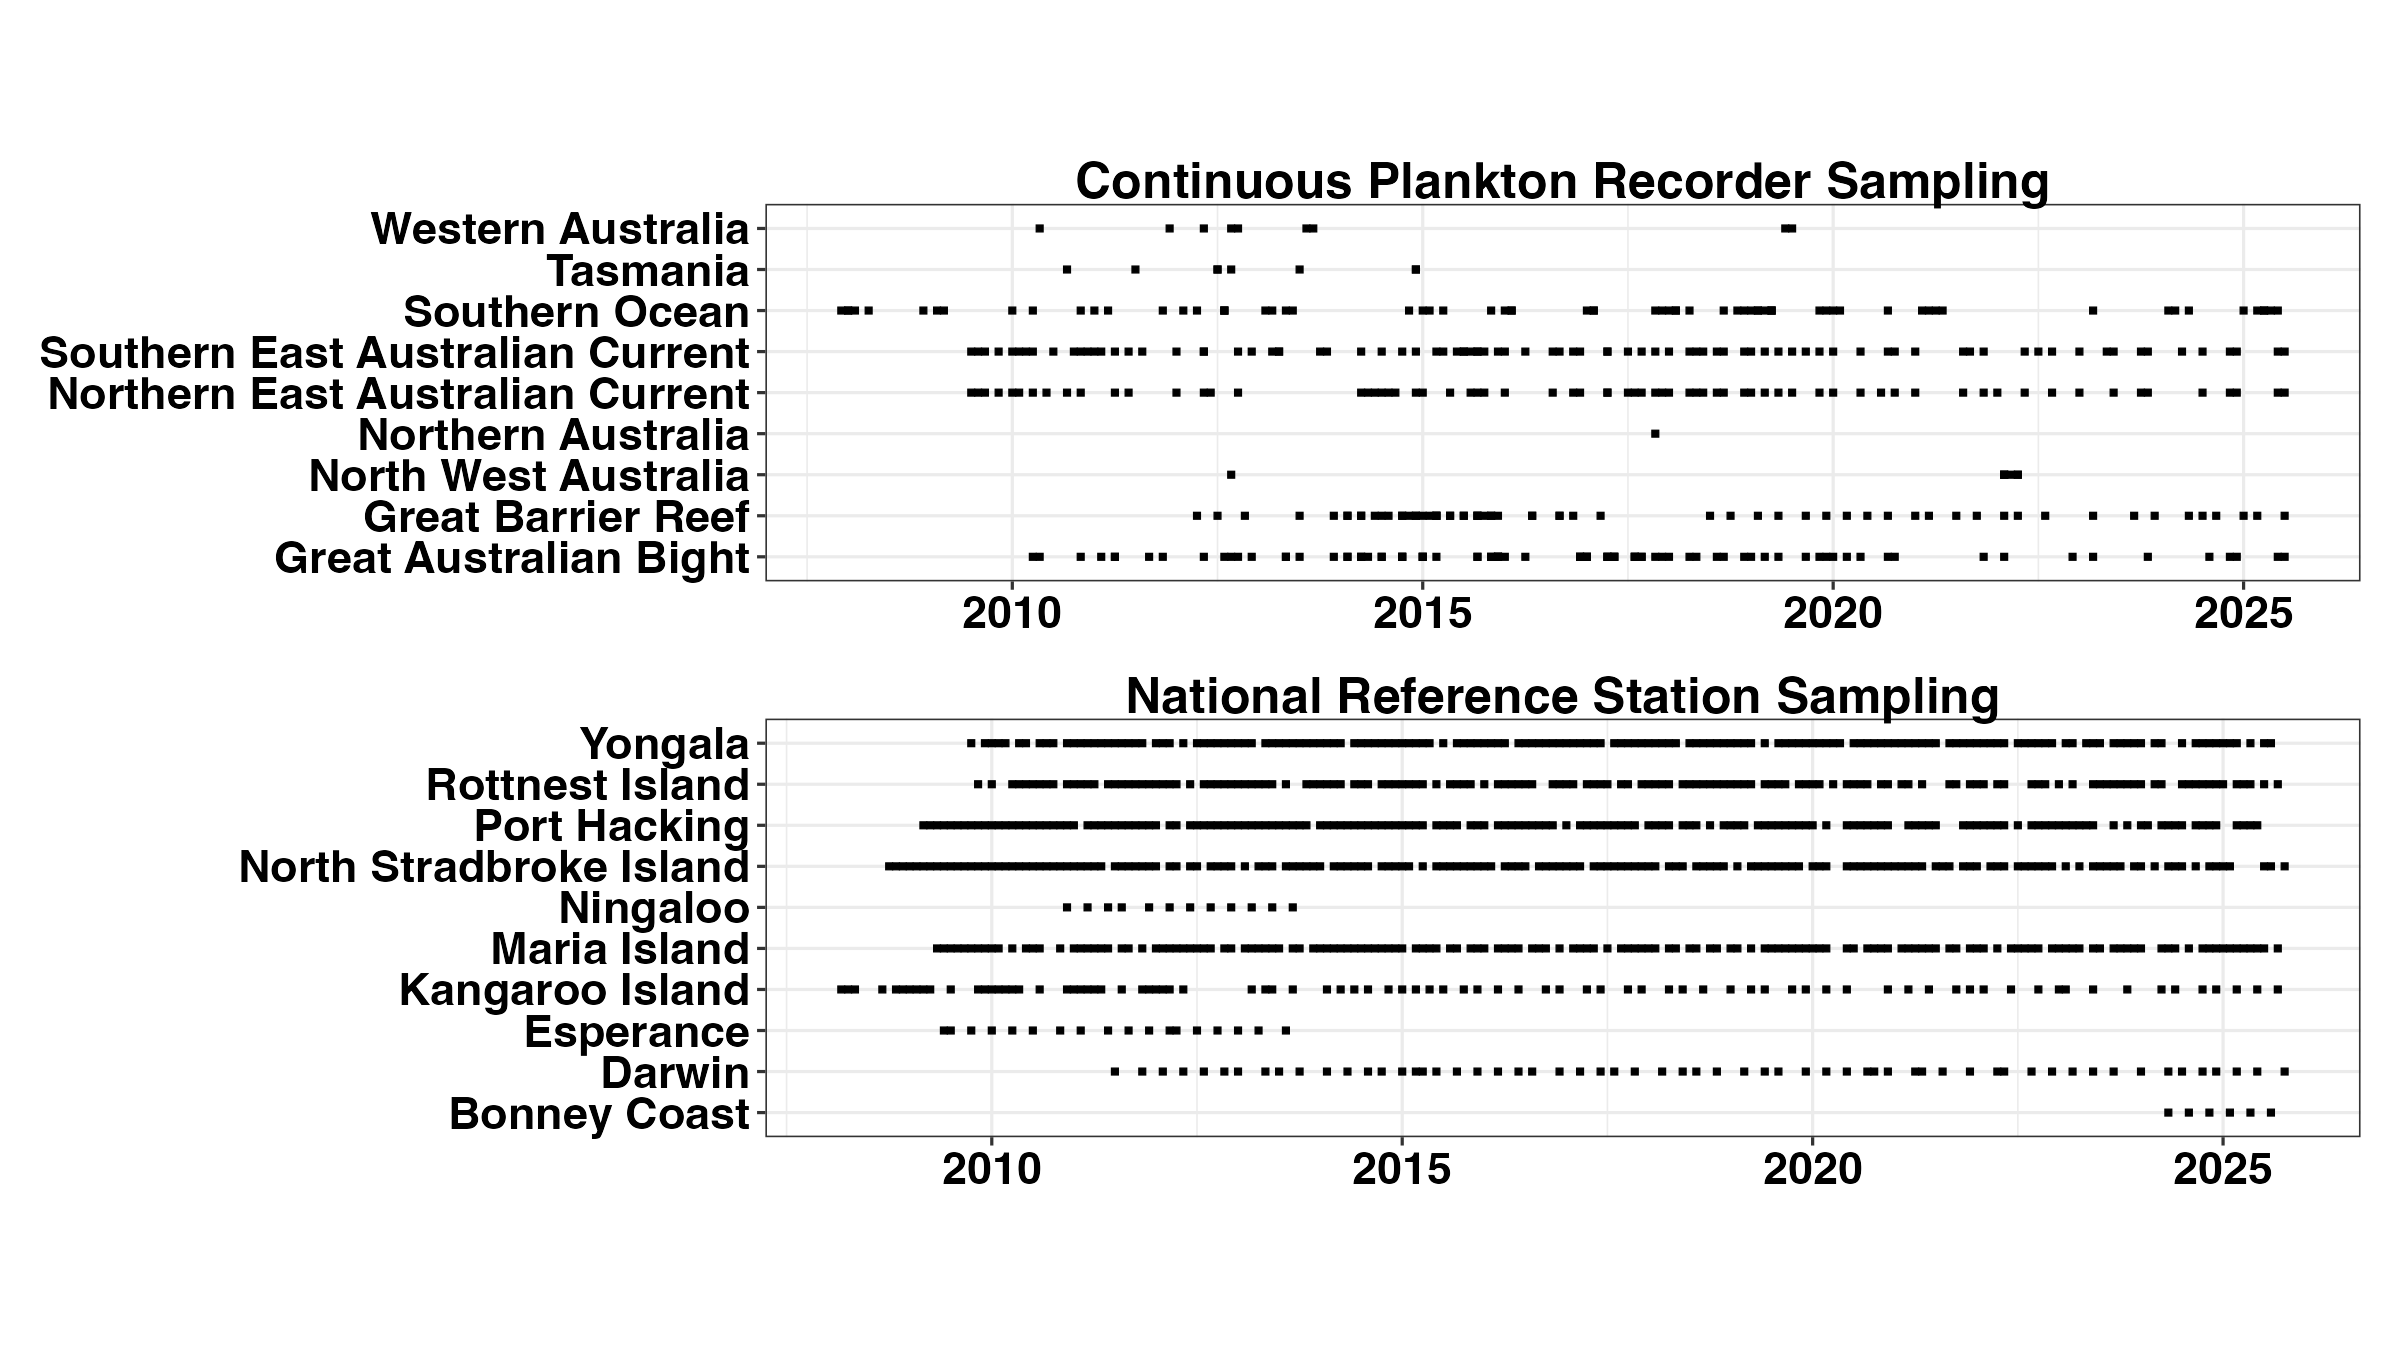 Continuous Plankton Recorder Sampling
Western Australia
Tasmania
Southern Ocean
Southern East Australian Current
Northern East Australian Current
Northern Australia
North West Australia
Great Barrier Reef
Great Australian Bight
2010 2015 2020 2025
National Reference Station Sampling
Yongala
Rottnest Island
Port Hacking
North Stradbroke Island
Ningaloo
Maria Island
Kangaroo Island
Esperance
Darwin
Bonney Coast
2010 2015 2020 2025